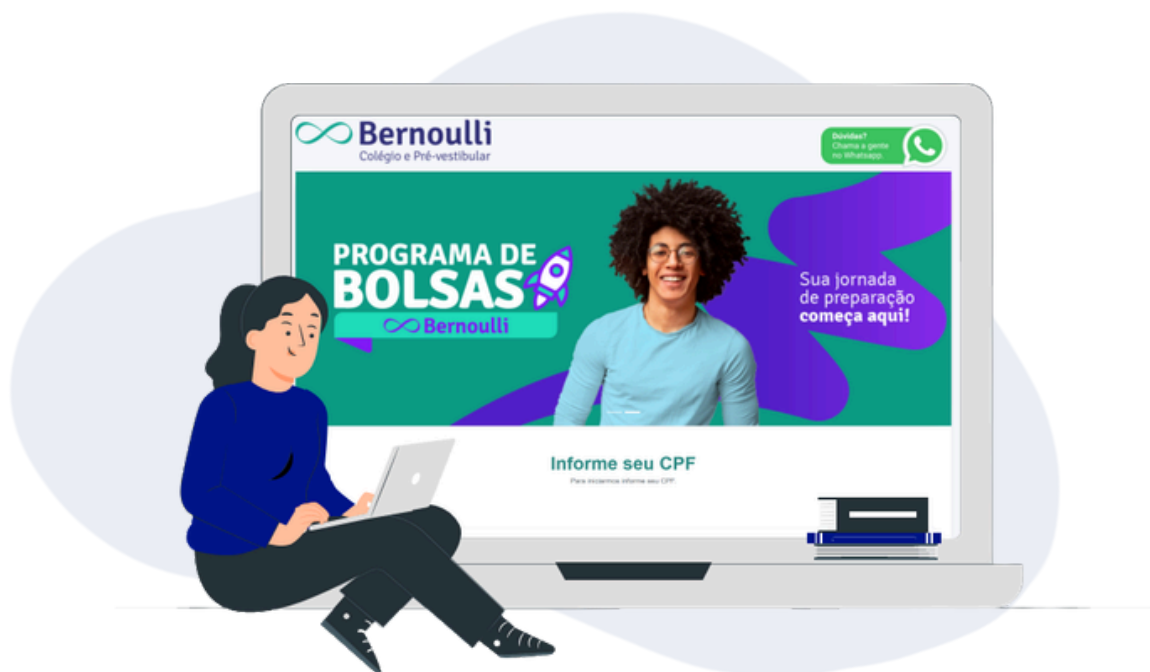 Bernoulli
Colégio e Pré-vestibular
Dúvidas?
Chama a gente
no Whatsapp.
PROGRAMA DE
BOLSAS
Bernoulli
Sua jornada
de preparação
começa aqui!
Informe seu CPF
Para iniciarmos informe seu CPF.